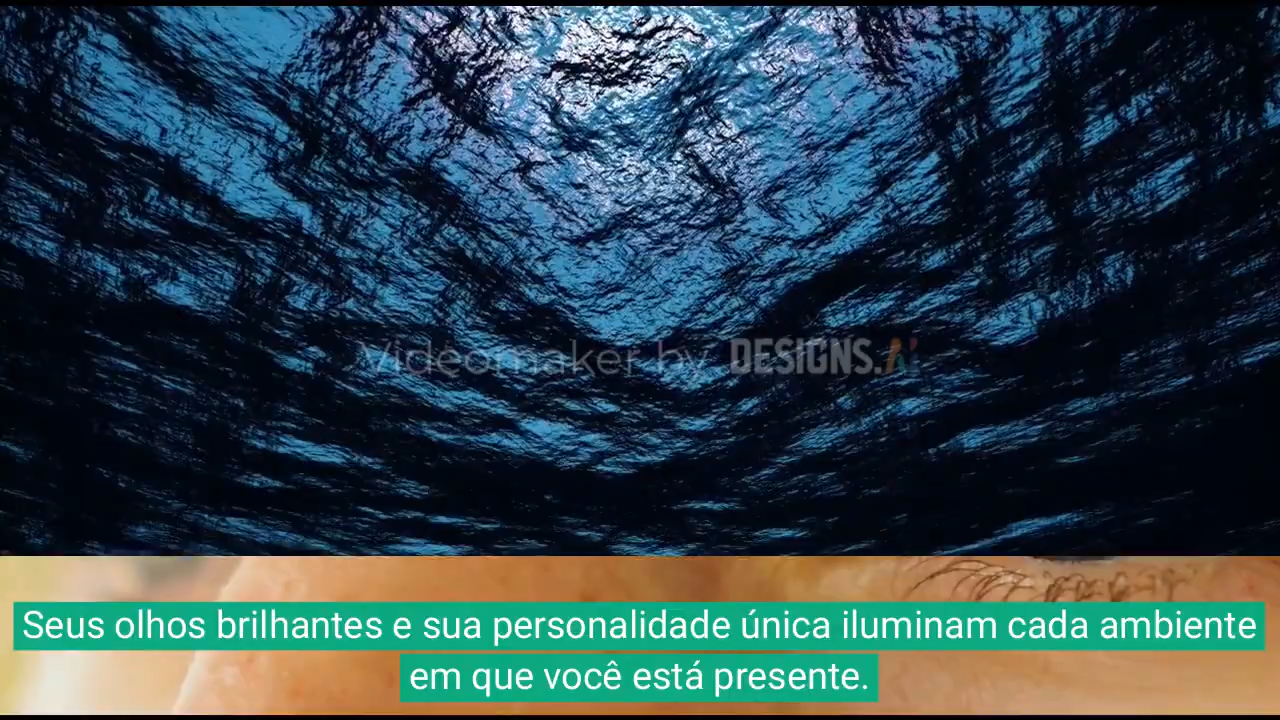 Videomaker by DESIGNS.AI
Seus olhos brilhantes e sua personalidade única iluminam cada ambiente
em que você está presente.